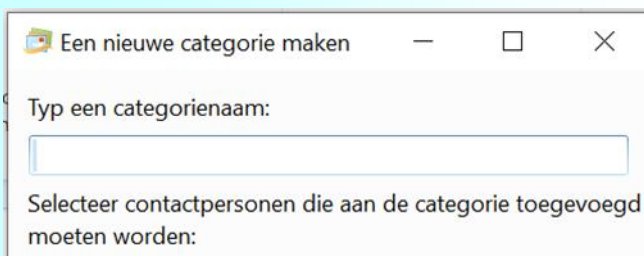 Een nieuwe categorie maken
Typ een categorienaam:
Selecteer contactpersonen die aan de categorie toegevoegd
moeten worden: